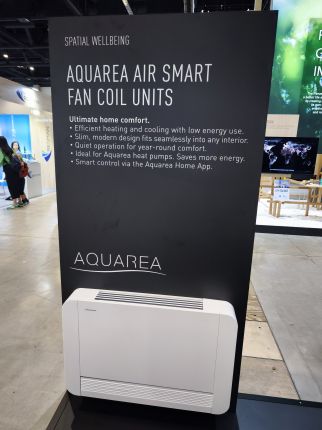 SPATIAL WELLBEING
AQUAREA AIR SMART
FAN COIL UNITS
Ultimate home comfort.
• Efficient heating and cooling with low energy use.
• Slim, modern design fits seamlessly into any interior.
• Quiet operation for year-round comfort.
• Ideal for Aquarea heat pumps. Saves more energy.
• Smart control via the Aquarea Home App.
AQUAREA